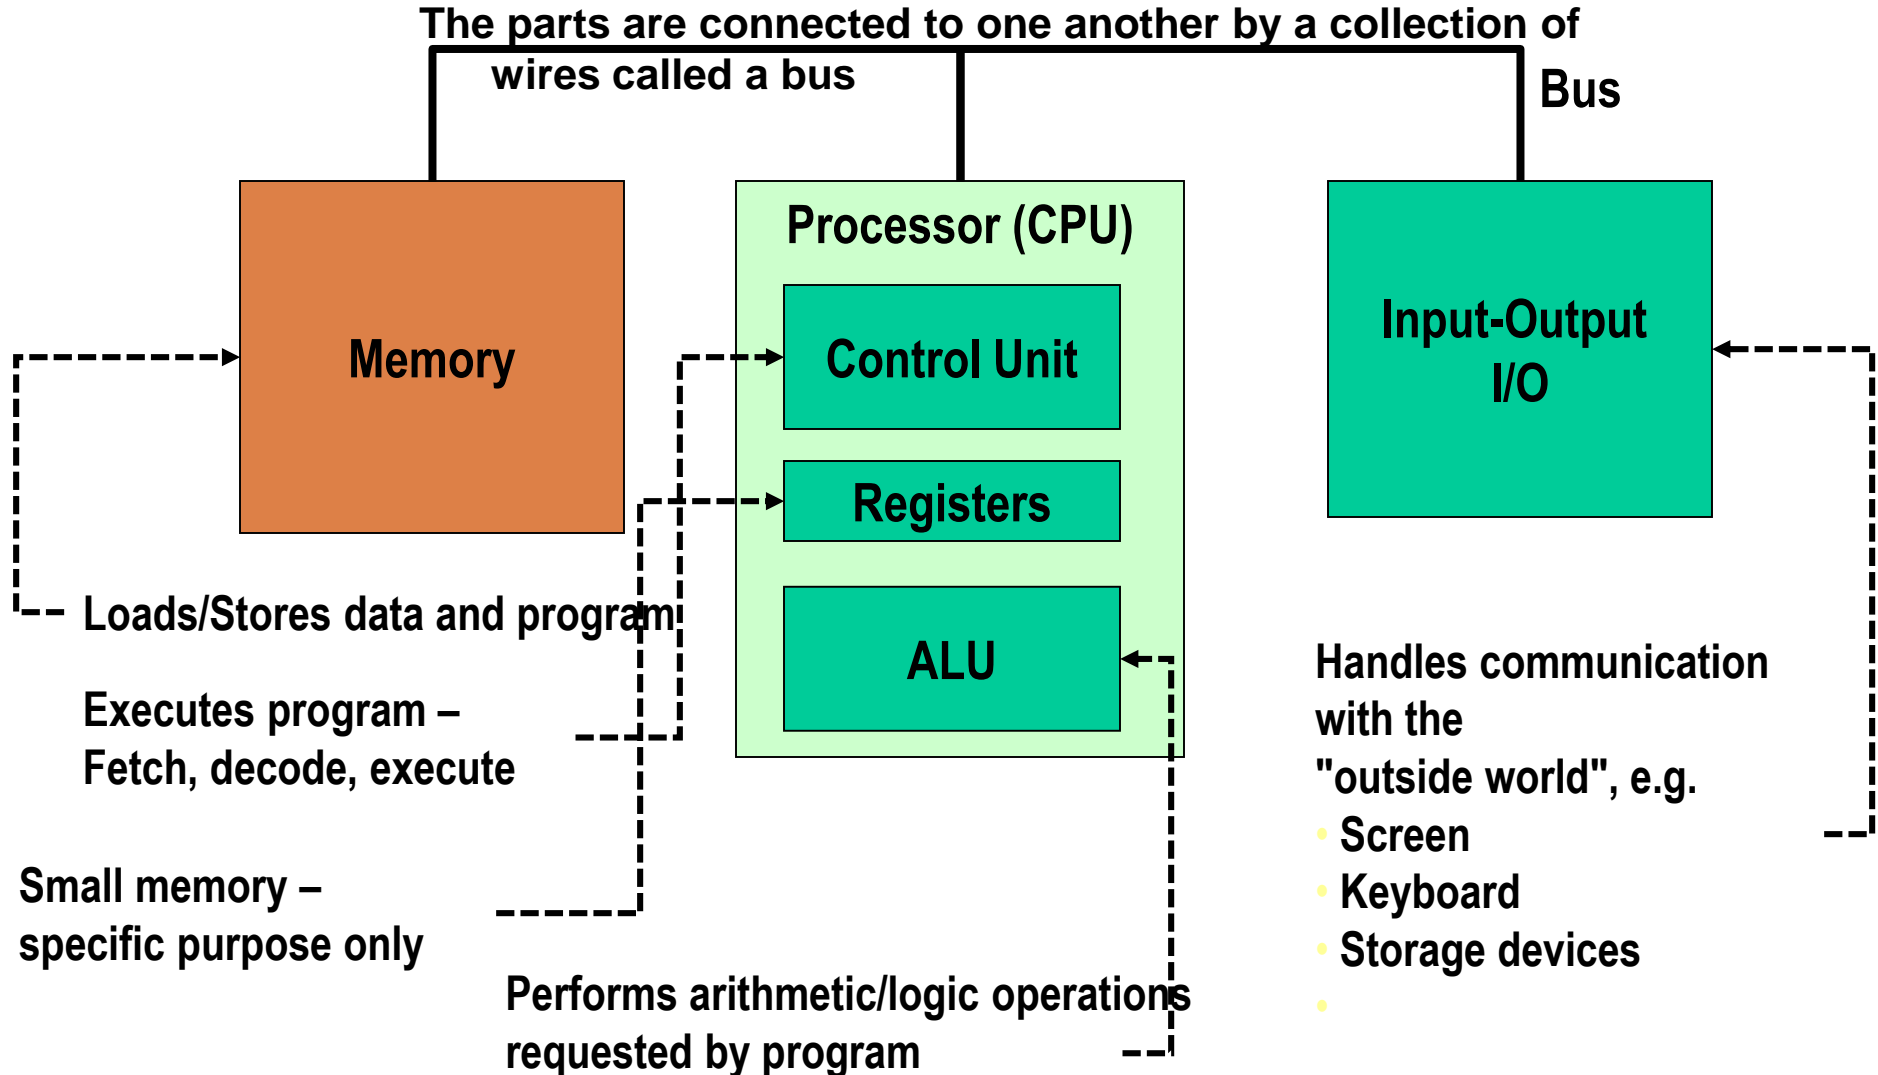 The parts are connected to one another by a collection of
wires called a bus
Bus
Memory
Processor (CPU)
Control Unit
Registers
ALU
Input-Output
I/O
Loads/Stores data and program
Executes program –
Fetch, decode, execute
Small memory –
specific purpose only
Performs arithmetic/logic operations
requested by program
Handles communication
with the
"outside world", e.g.
• Screen
• Keyboard
• Storage devices
•